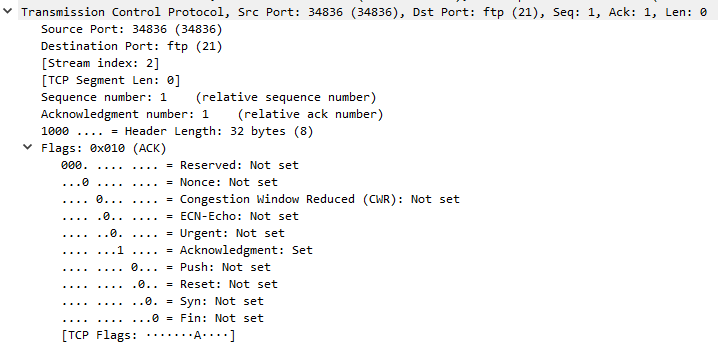 Transmission Control Protocol, Src Port: 34836 (34836), Dst Port: ftp (21), Seq: 1, Ack: 1, Len: 0
Source Port: 34836 (34836)
Destination Port: ftp (21)
[Stream index: 2]
[TCP Segment Len: 0]
Sequence number: 1    (relative sequence number)
Acknowledgment number: 1    (relative ack number)
1000 .... = Header Length: 32 bytes (8)
Flags: 0x010 (ACK)
000. .... .... = Reserved: Not set
...0 .... .... = Nonce: Not set
.... 0... .... = Congestion Window Reduced (CWR): Not set
.... .0.. .... = ECN-Echo: Not set
.... ..0. .... = Urgent: Not set
.... ...1 .... = Acknowledgment: Set
.... .... 0... = Push: Not set
.... .... .0.. = Reset: Not set
.... .... ..0. = Syn: Not set
.... .... ...0 = Fin: Not set
[TCP Flags: ·······A····]